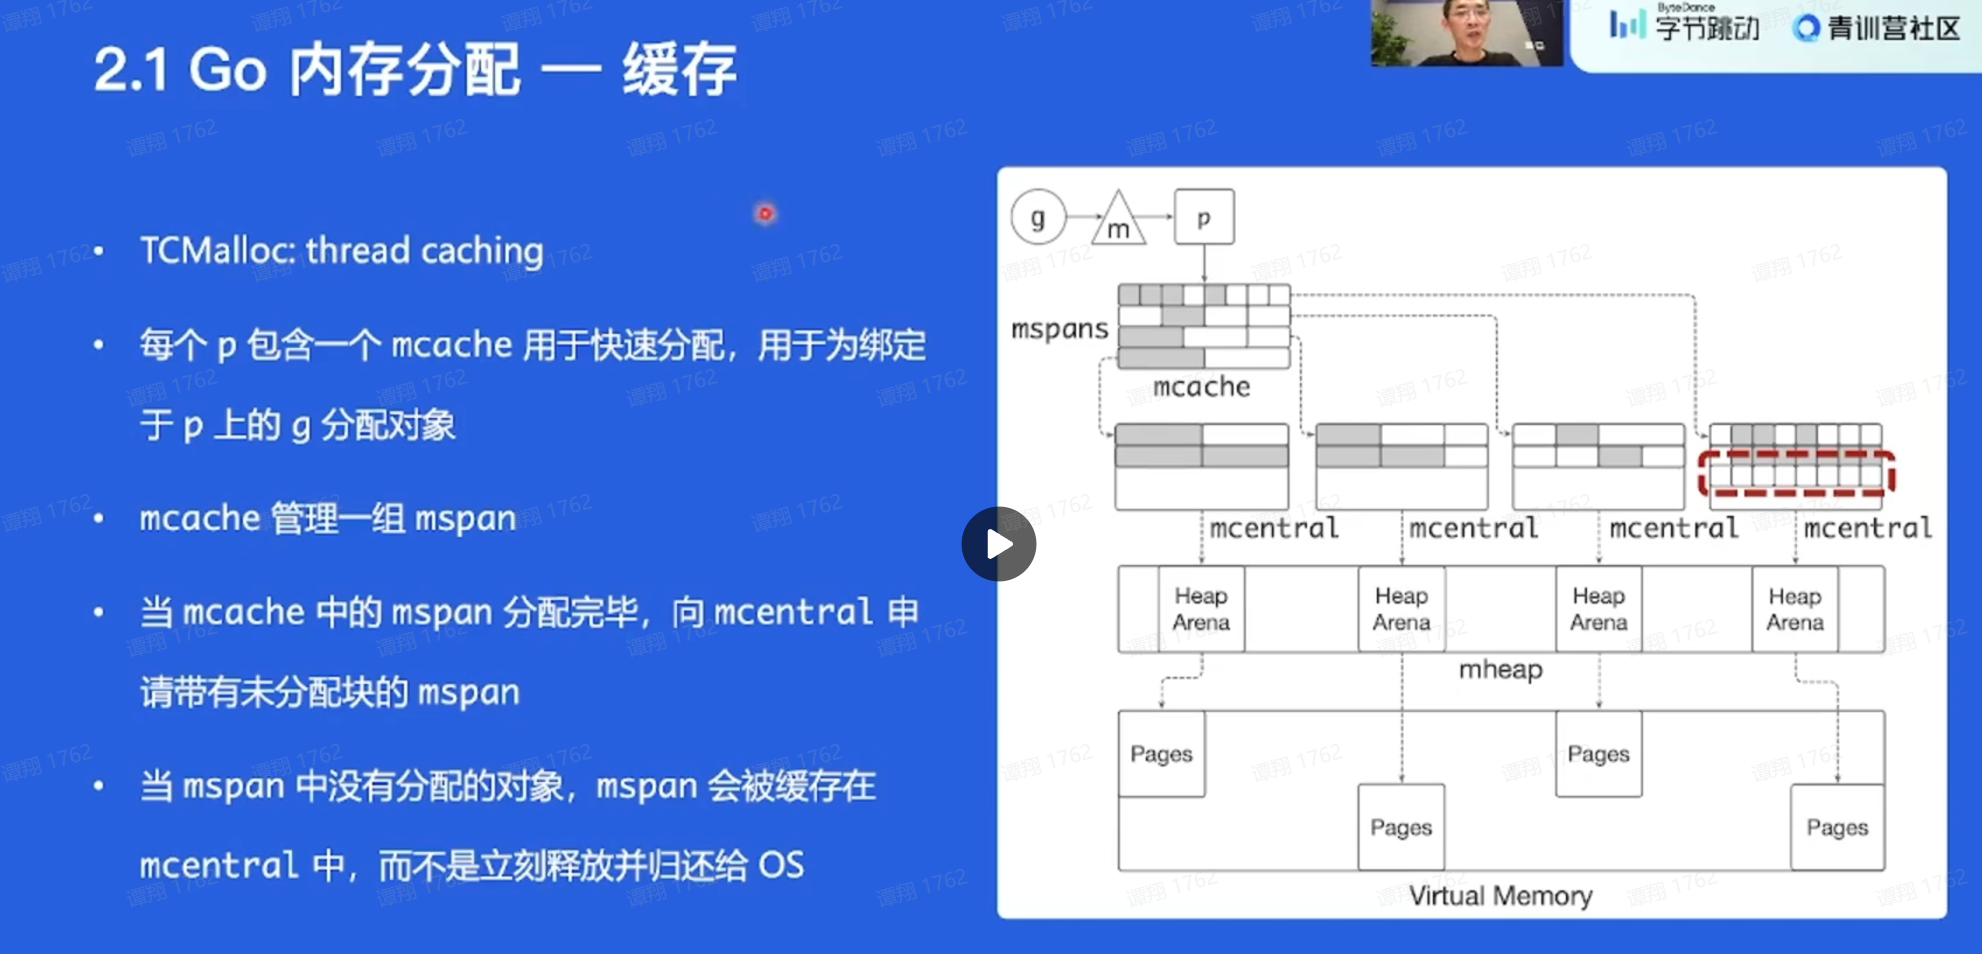 2.1 Go 内存分配 — 缓存
ByteDance
字节跳动
青训营社区
• TCMalloc: thread caching
• 每个 p 包含一个 mcache 用于快速分配，用于为绑定
于 p 上的 g 分配对象
• mcache 管理一组 mspan
• 当 mcache 中的 mspan 分配完毕，向 mcentral 申
请带有未分配块的 mspan
• 当 mspan 中没有分配的对象，mspan 会被缓存在
mcentral 中，而不是立刻释放并归还给 OS
g m p
mspans
mcache
mcentral mcentral mcentral mcentral
Heap Heap Heap Heap
Arena Arena Arena Arena
mheap
Pages Pages
Pages Pages
Virtual Memory
谭翔 1762